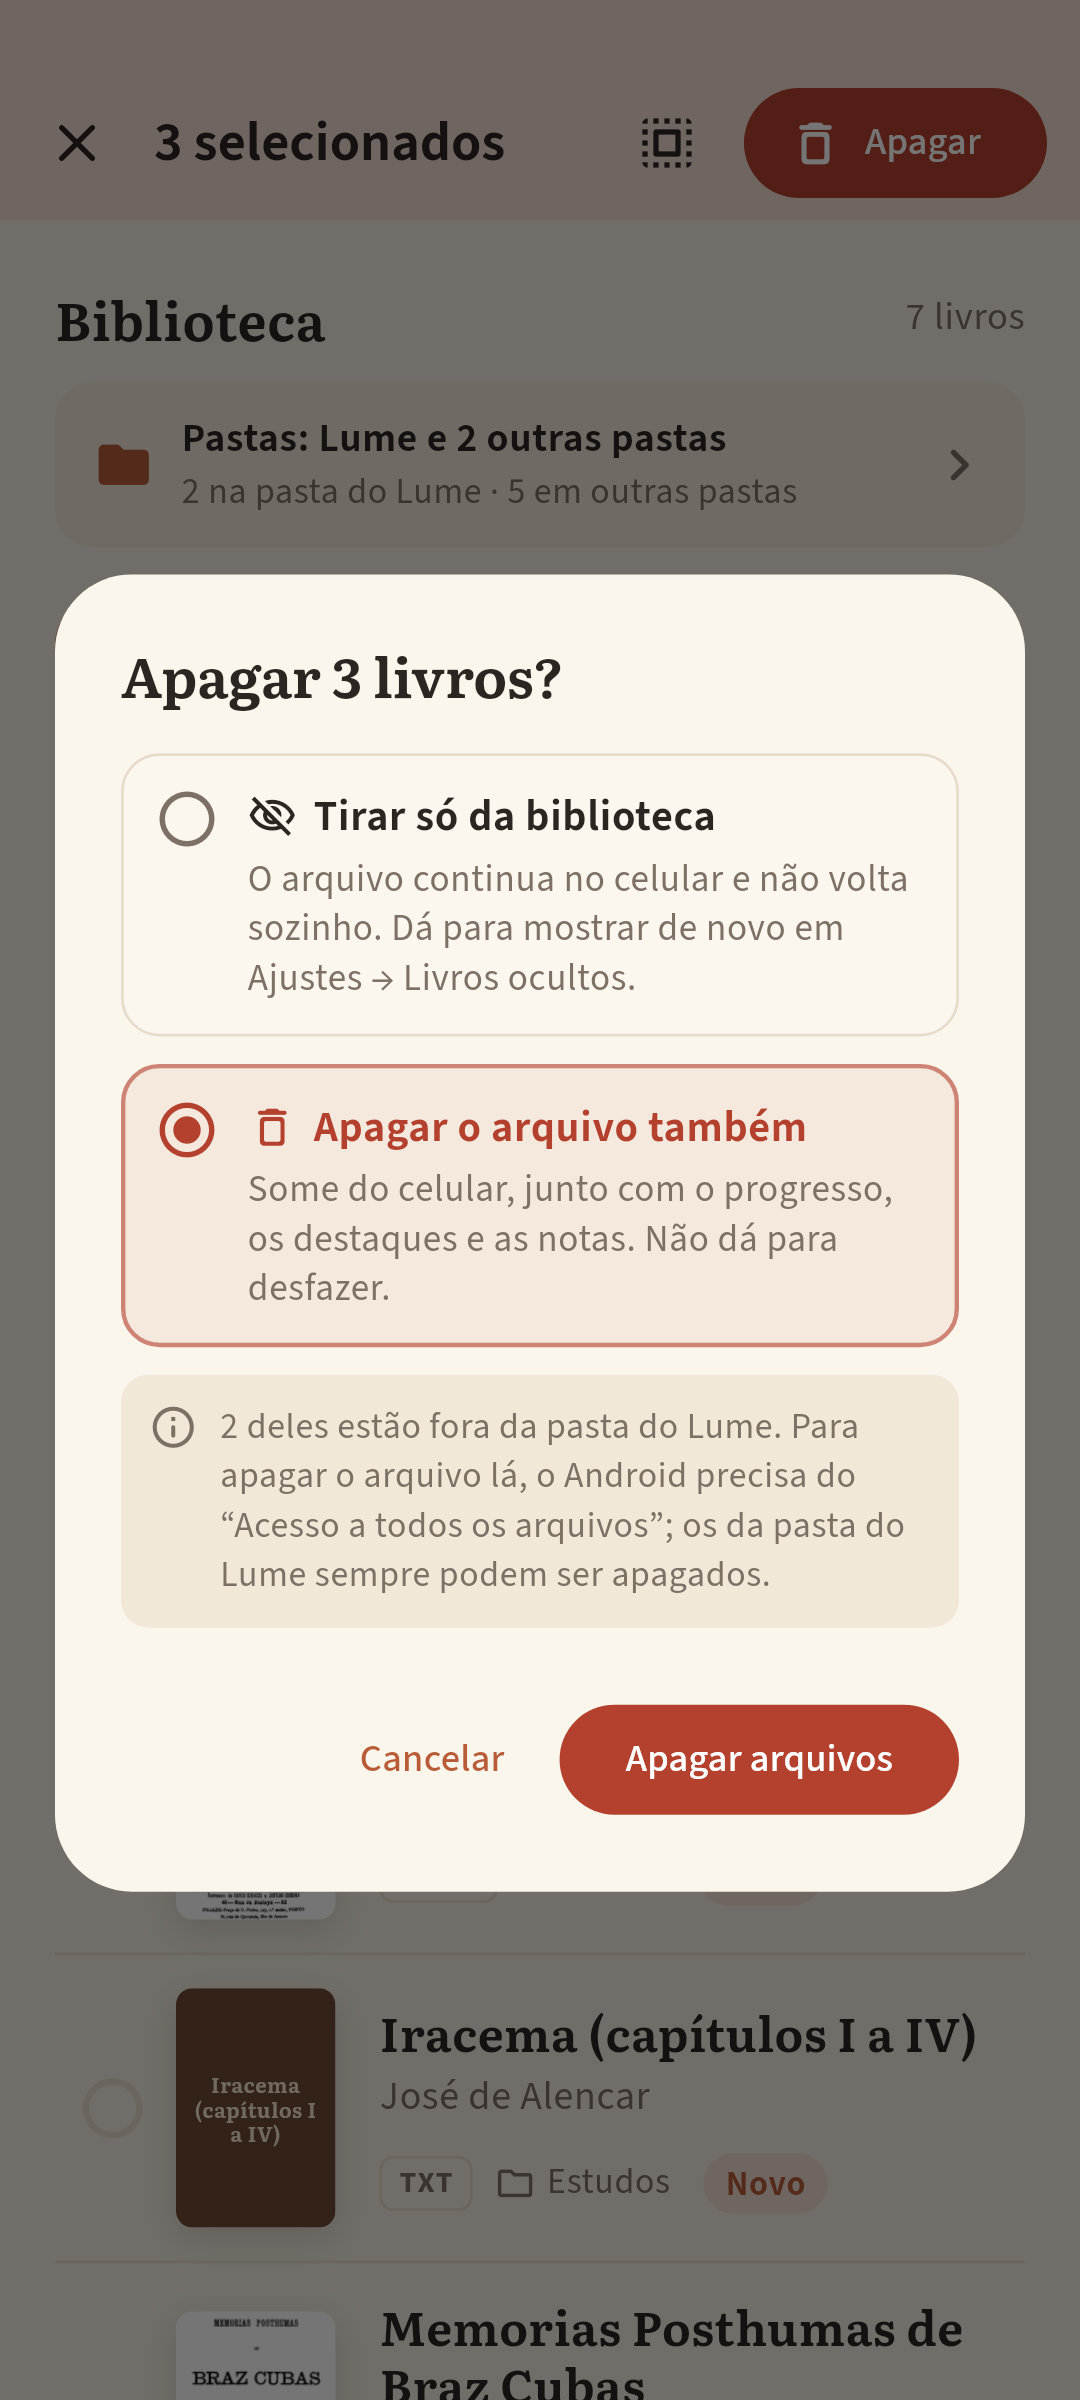 3 selecionados
Apagar
Biblioteca
7 livros
Pastas: Lume e 2 outras pastas
2 na pasta do Lume · 5 em outras pastas
Apagar 3 livros?
Tirar só da biblioteca
O arquivo continua no celular e não volta
sozinho. Dá para mostrar de novo em
Ajustes → Livros ocultos.
Apagar o arquivo também
Some do celular, junto com o progresso,
os destaques e as notas. Não dá para
desfazer.
2 deles estão fora da pasta do Lume. Para
apagar o arquivo lá, o Android precisa do
“Acesso a todos os arquivos”; os da pasta do
Lume sempre podem ser apagados.
Cancelar
Apagar arquivos
Iracema
(capítulos I
a IV)
Iracema (capítulos I a IV)
José de Alencar
TXT
Estudos
Novo
MEMORIAS POSTHUMAS
BRAZ CUBAS
Memorias Posthumas de
Braz Cubas